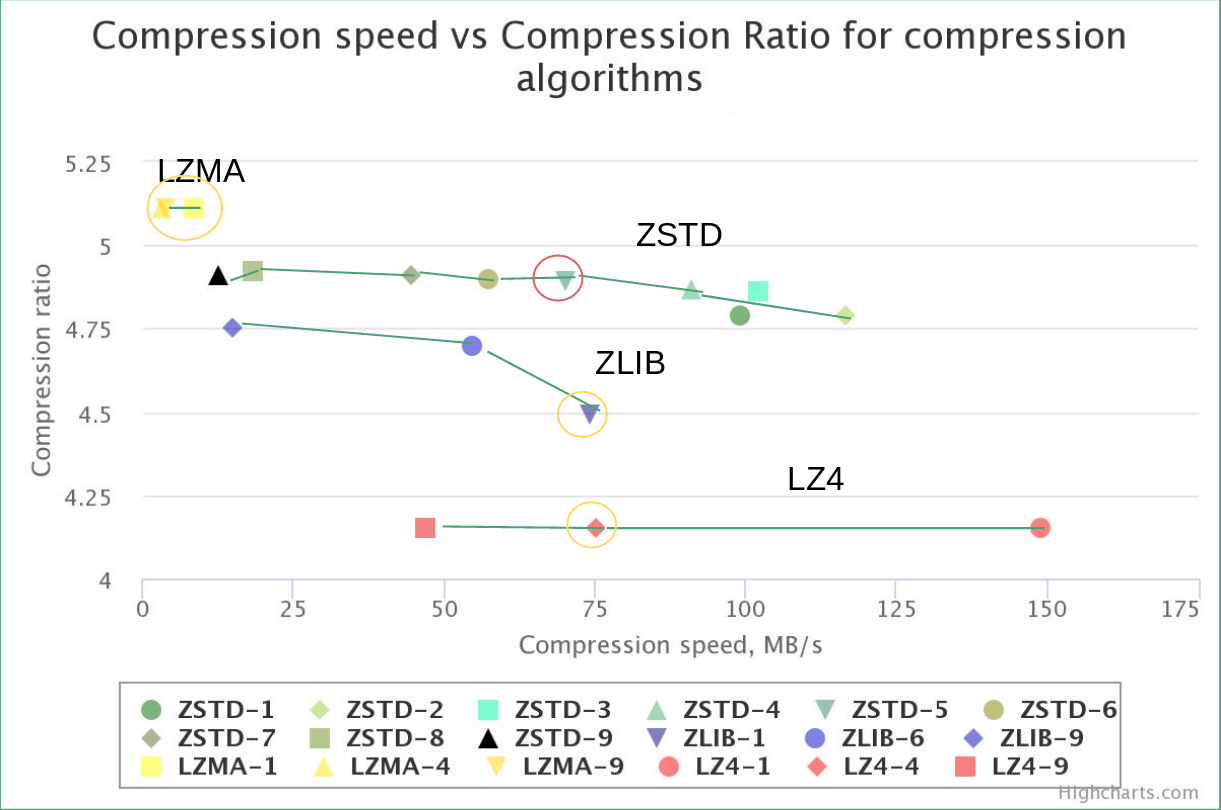 Compression speed vs Compression Ratio for compression
algorithms
5.25
LZMA
ZSTD
5
4.75
ZLIB
4.5
LZ4
4.25
4
Compression ratio
0 25 50 75 100 125 150 175
Compression speed, MB/s
ZSTD-1 ZSTD-2 ZSTD-3 ZSTD-4 ZSTD-5 ZSTD-6
ZSTD-7 ZSTD-8 ZSTD-9 ZLIB-1 ZLIB-6 ZLIB-9
LZMA-1 LZMA-4 LZMA-9 LZ4-1 LZ4-4 LZ4-9
Highcharts.com